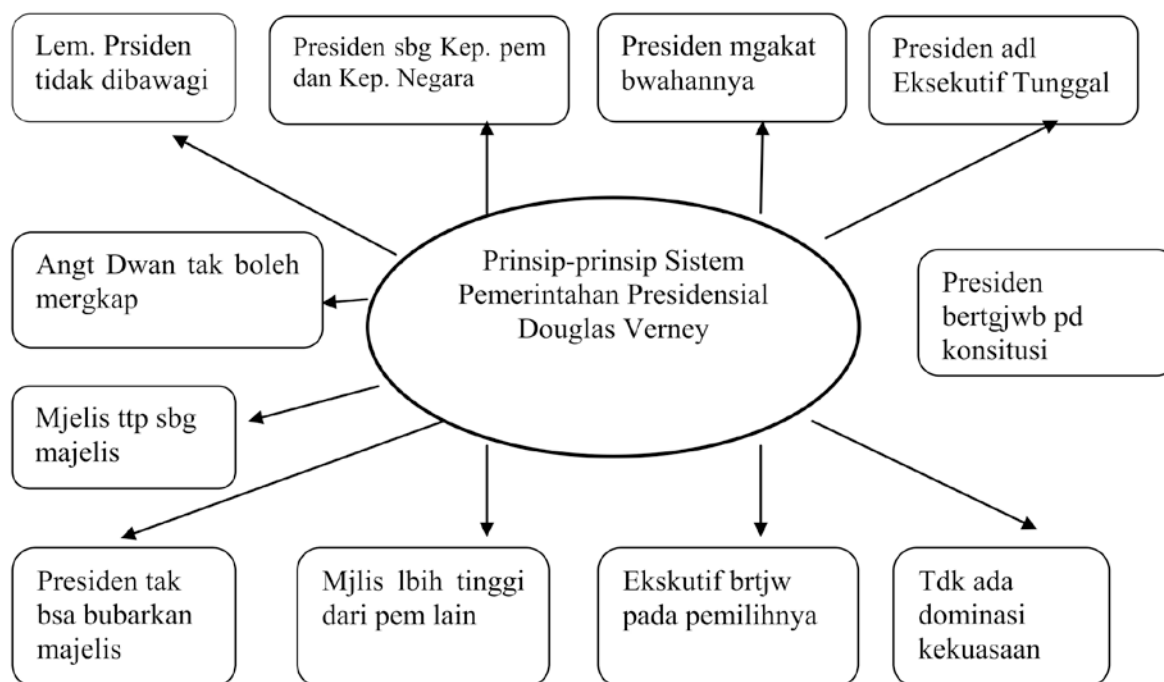 Lem. Prsiden
tidak dibawagi
Presiden sbg Kep. pem
dan Kep. Negara
Presiden mgakat
bwahannya
Presiden adl
Eksekutif Tunggal
Prinsip-prinsip Sistem
Pemerintahan Presidensial
Douglas Verney
Angt Dwan tak boleh
mergkap
Presiden
bertgjwb pd
konsitusi
Mjelis ttp sbg
majelis
Presiden tak
bsa bubarkan
majelis
Mjlis lbih tinggi
dari pem lain
Ekskutif brtjw
pada pemilihnya
Tdk ada
dominasi
kekuasaan